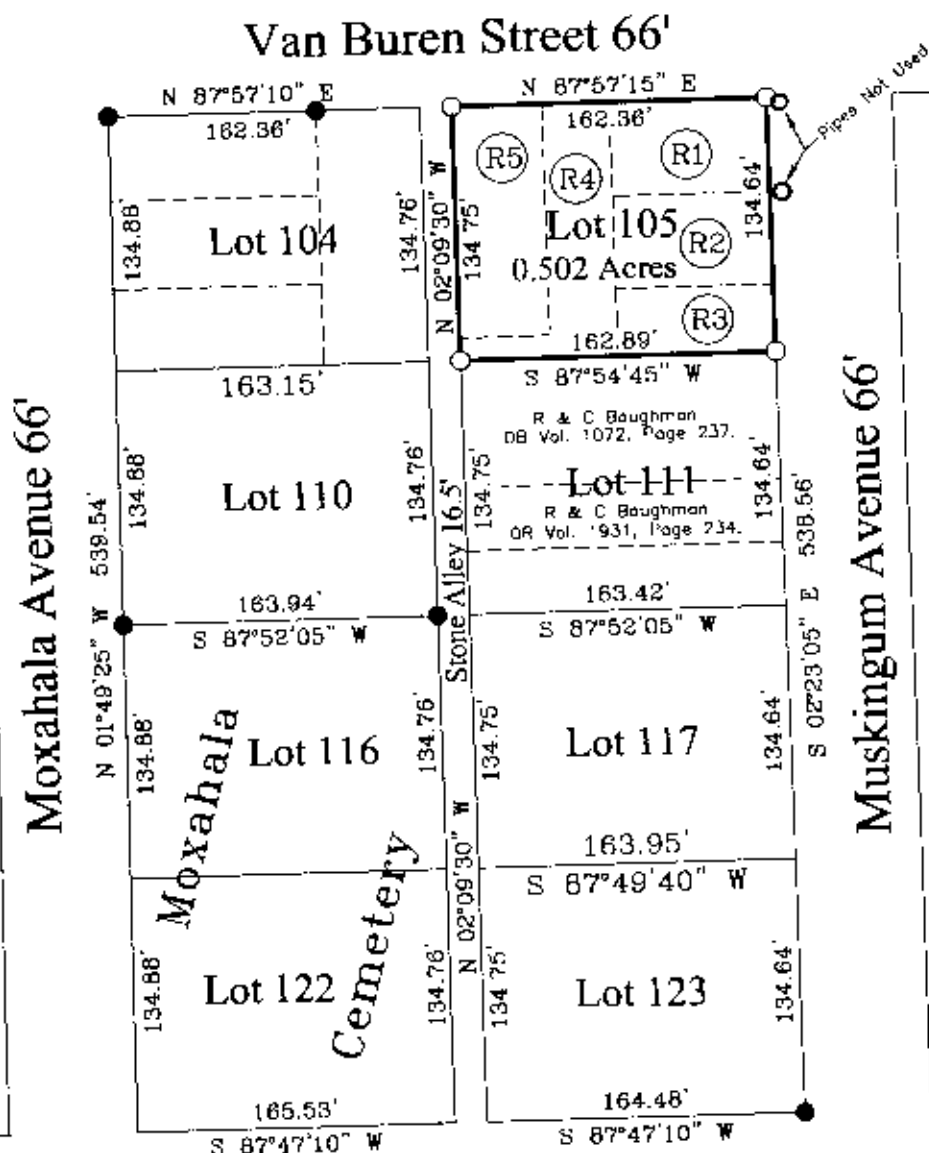 Van Buren Street 66'
N 87°57'10" E
162.36'
N 87°57'15" E
162.36'
Pipes Not Used
R5
R4
R1
R2
R3
134.88'
Lot 104
134.76'
N 02°09'30" W
134.75'
Lot 105
0.502 Acres
134.64'
163.15'
162.89'
S 87°54'45" W
Moxahala Avenue 66'
N 01°49'25" W 539.54'
134.88'
Lot 110
134.76'
Stone Alley 16.5'
134.75'
R & C Baughman
DB Vol. 1072, Page 237.
Lot 111
R & C Baughman
OR Vol. 1931, Page 234.
134.64'
S 02°23'05" E 538.56'
Muskingum Avenue 66'
163.94'
S 87°52'05" W
163.42'
S 87°52'05" W
134.88'
Lot 116
134.76'
134.75'
Lot 117
134.64'
Moxahala
Cemetery
N 02°09'30" W
163.95'
S 87°49'40" W
134.88'
Lot 122
134.76'
134.75'
Lot 123
134.64'
165.53'
S 87°47'10" W
164.48'
S 87°47'10" W